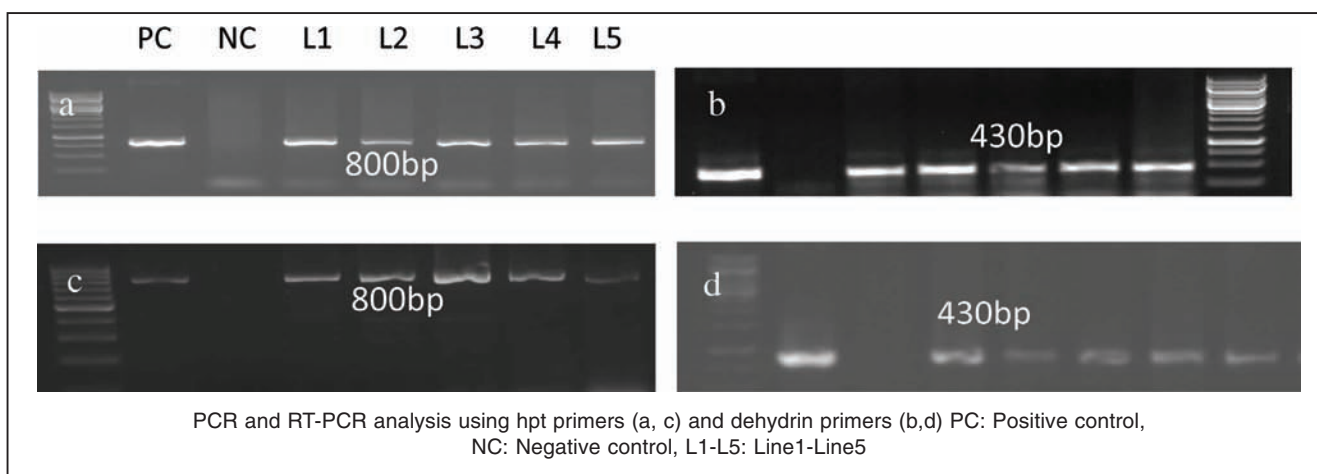 PC NC L1 L2 L3 L4 L5
a
800bp
b
430bp
c
800bp
d
430bp
PCR and RT-PCR analysis using hpt primers (a, c) and dehydrin primers (b,d) PC: Positive control,
NC: Negative control, L1-L5: Line1-Line5